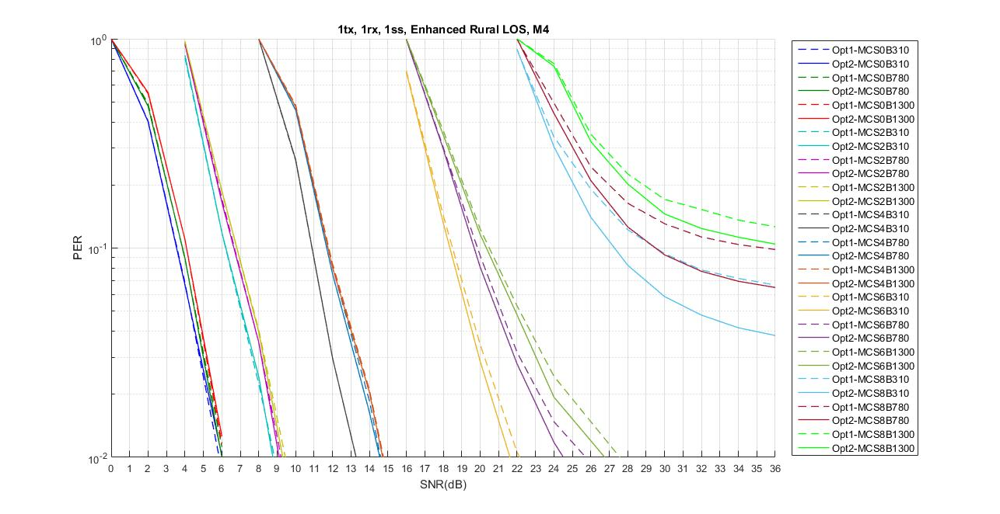 1tx, 1rx, 1ss, Enhanced Rural LOS, M4
10^0
10^-1
10^-2
PER
0 1 2 3 4 5 6 7 8 9 10 11 12 13 14 15 16 17 18 19 20 21 22 23 24 25 26 27 28 29 30 31 32 33 34 35 36
SNR(dB)
Opt1-MCS0B310
Opt2-MCS0B310
Opt1-MCS0B780
Opt2-MCS0B780
Opt1-MCS0B1300
Opt2-MCS0B1300
Opt1-MCS2B310
Opt2-MCS2B310
Opt1-MCS2B780
Opt2-MCS2B780
Opt1-MCS2B1300
Opt2-MCS2B1300
Opt1-MCS4B310
Opt2-MCS4B310
Opt1-MCS4B780
Opt2-MCS4B780
Opt1-MCS4B1300
Opt2-MCS4B1300
Opt1-MCS6B310
Opt2-MCS6B310
Opt1-MCS6B780
Opt2-MCS6B780
Opt1-MCS6B1300
Opt2-MCS6B1300
Opt1-MCS8B310
Opt2-MCS8B310
Opt1-MCS8B780
Opt2-MCS8B780
Opt1-MCS8B1300
Opt2-MCS8B1300